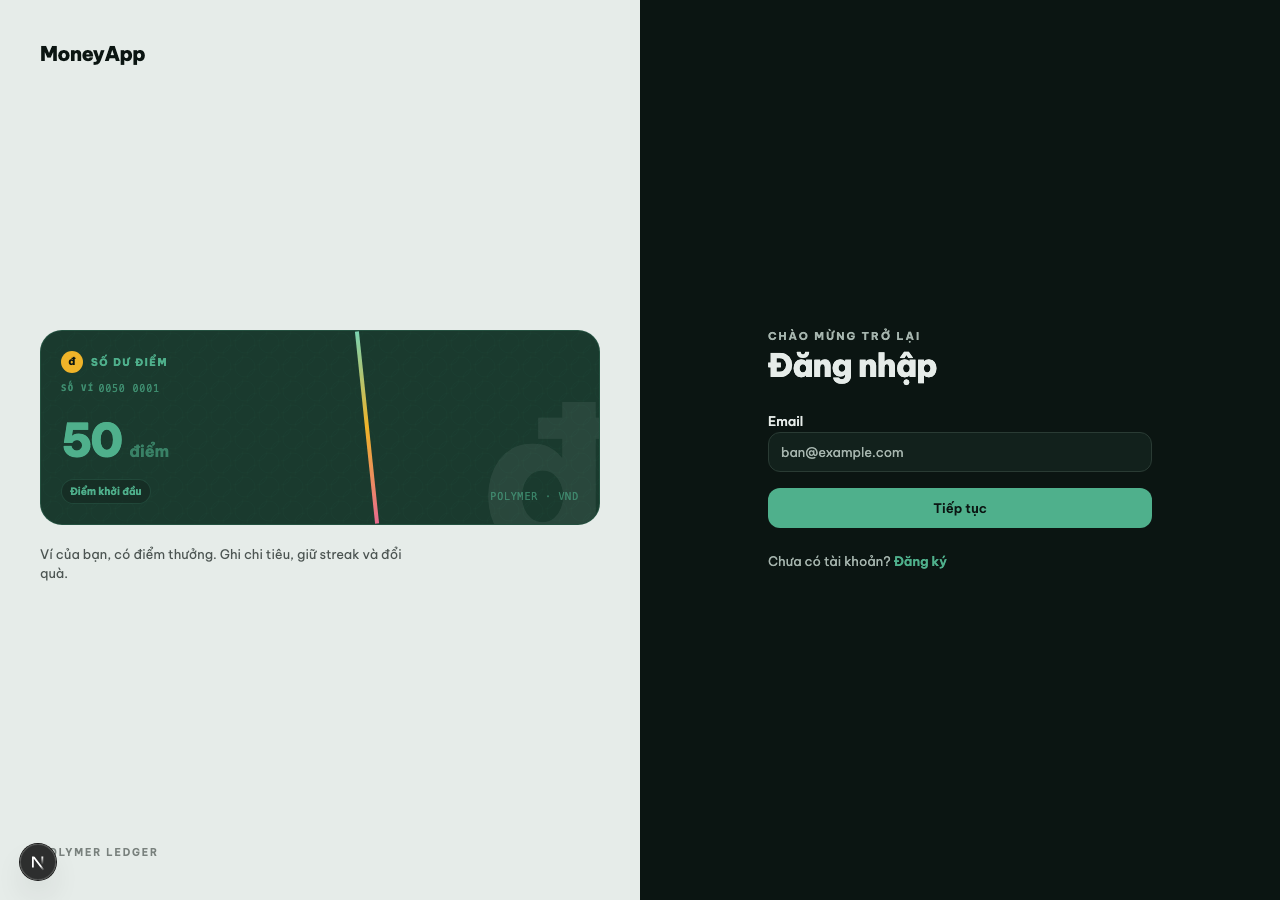 MoneyApp
đ SỐ DƯ ĐIỂM
SỐ VÍ 0050 0001
50 điểm
Điểm khởi đầu
đ
POLYMER · VND
Ví của bạn, có điểm thưởng. Ghi chi tiêu, giữ streak và đổi
quà.
N
LYMER LEDGER
CHÀO MỪNG TRỞ LẠI
Đăng nhập
Email
ban@example.com
Tiếp tục
Chưa có tài khoản? Đăng ký